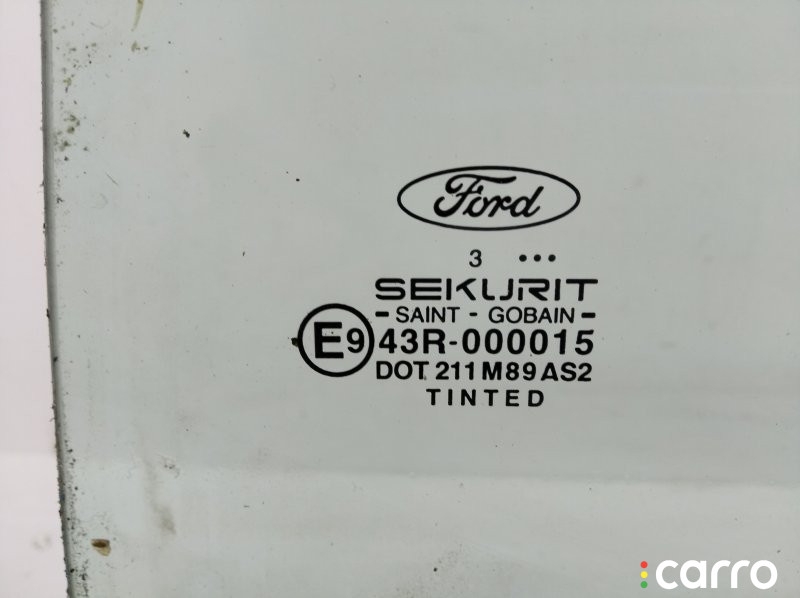 Ford
3 •••
SEKURIT
- SAINT - GOBAIN -
E9 43R-000015
DOT 211 M89 AS2
TINTED
carro